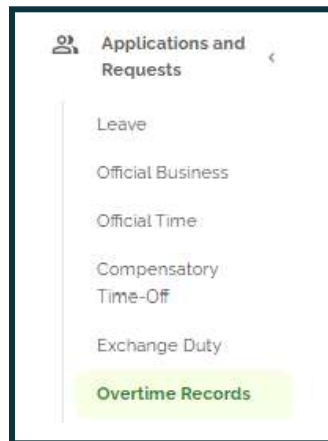 Applications and
Requests
Leave
Official Business
Official Time
Compensatory
Time-Off
Exchange Duty
Overtime Records